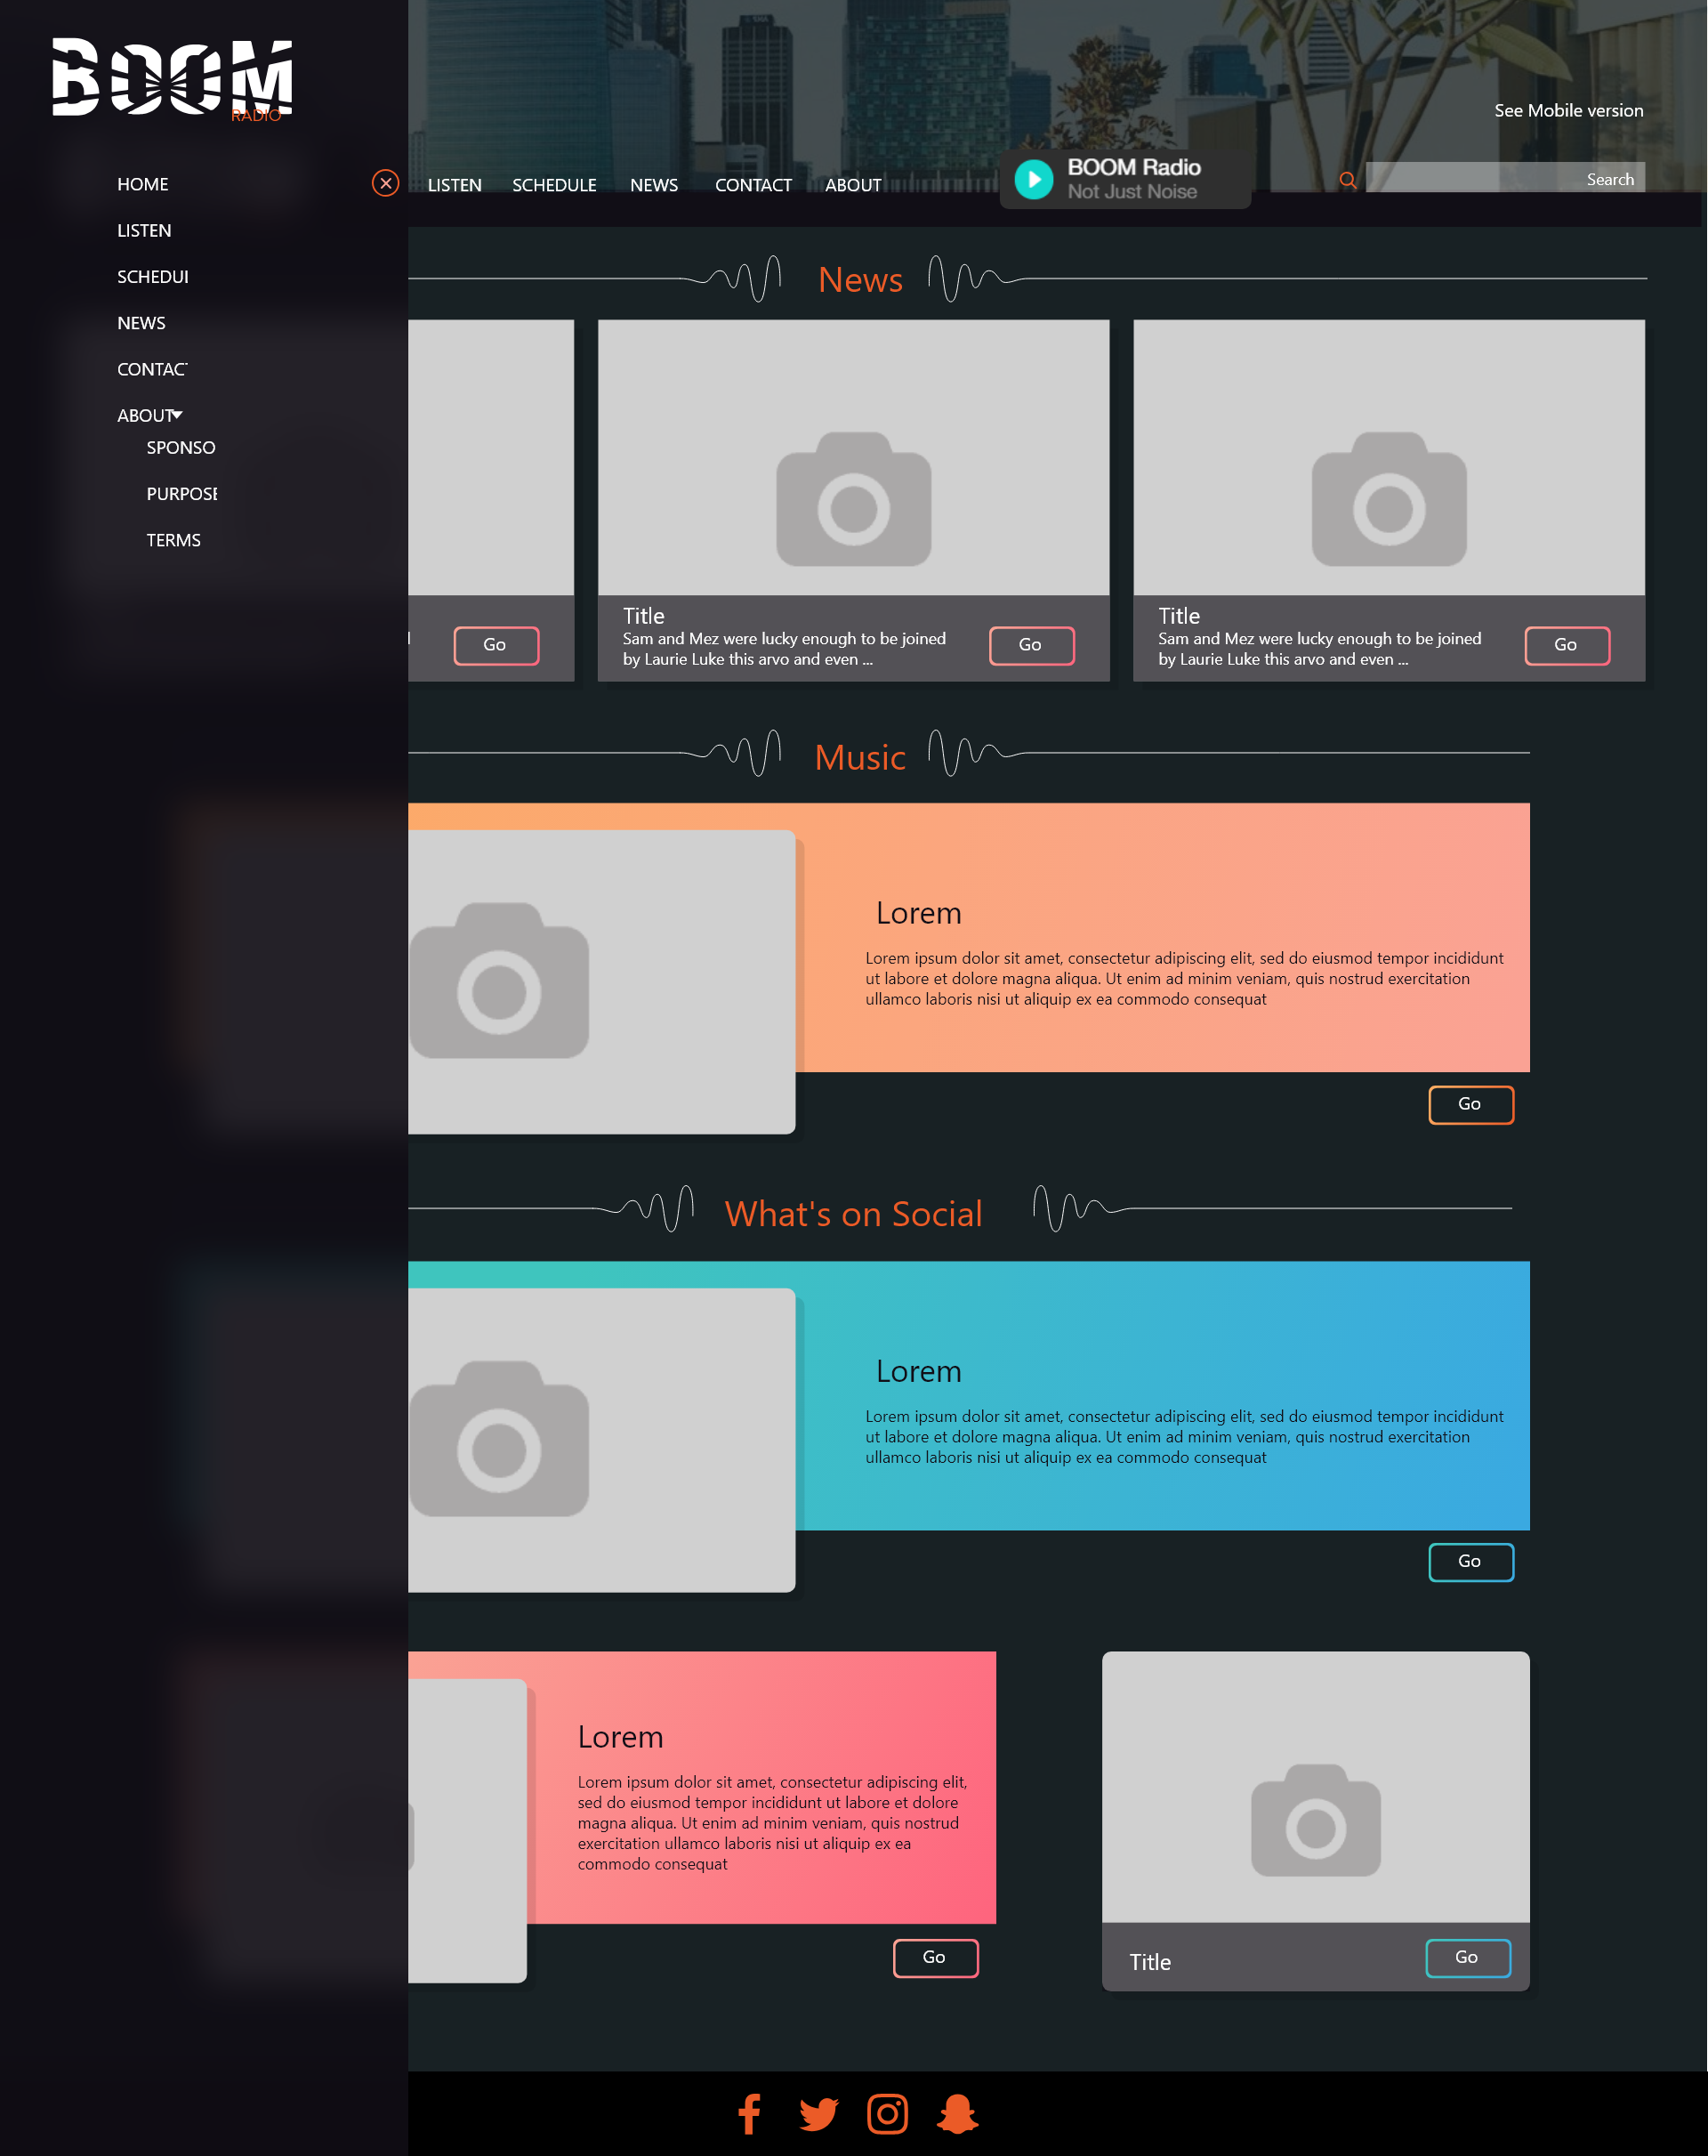 BOOM
RADIO
See Mobile version
HOME
LISTEN
SCHEDUI
NEWS
CONTAC
ABOUT
SPONSO
PURPOSE
TERMS
LISTEN SCHEDULE NEWS CONTACT ABOUT
BOOM Radio
Not Just Noise
Search
News
Go
Title
Sam and Mez were lucky enough to be joined
by Laurie Luke this arvo and even ...
Go
Title
Sam and Mez were lucky enough to be joined
by Laurie Luke this arvo and even ...
Go
Music
Lorem
Lorem ipsum dolor sit amet, consectetur adipiscing elit, sed do eiusmod tempor incididunt
ut labore et dolore magna aliqua. Ut enim ad minim veniam, quis nostrud exercitation
ullamco laboris nisi ut aliquip ex ea commodo consequat
Go
What's on Social
Lorem
Lorem ipsum dolor sit amet, consectetur adipiscing elit, sed do eiusmod tempor incididunt
ut labore et dolore magna aliqua. Ut enim ad minim veniam, quis nostrud exercitation
ullamco laboris nisi ut aliquip ex ea commodo consequat
Go
Lorem
Lorem ipsum dolor sit amet, consectetur adipiscing elit,
sed do eiusmod tempor incididunt ut labore et dolore
magna aliqua. Ut enim ad minim veniam, quis nostrud
exercitation ullamco laboris nisi ut aliquip ex ea
commodo consequat
Go
Title
Go